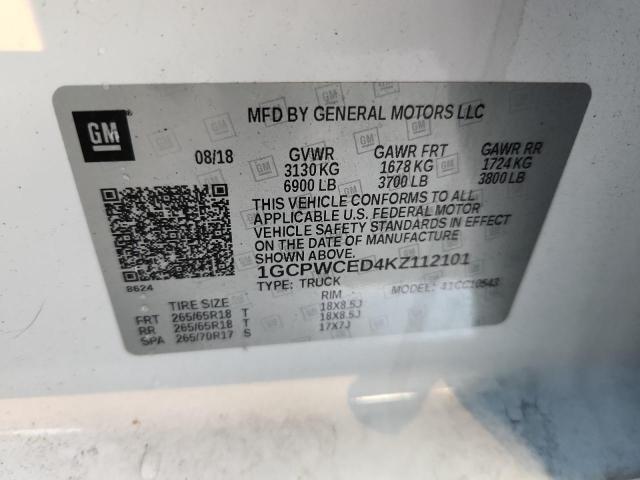 GM
MFD BY GENERAL MOTORS LLC
08/18 GVWR GAWR FRT GAWR RR
3130 KG 1678 KG 1724 KG
6900 LB 3700 LB 3800 LB
THIS VEHICLE CONFORMS TO ALL
APPLICABLE U.S. FEDERAL MOTOR
VEHICLE SAFETY STANDARDS IN EFFECT
ON THE DATE OF MANUFACTURE
SHOWN ABOVE.
1GCPWCED4KZ112101
8624
TYPE: TRUCK MODEL: 41CC10543
TIRE SIZE RIM
FRT 265/65R18 T 18X8.5J
RR 265/65R18 T 18X8.5J
SPA 265/70R17 S 17X7J